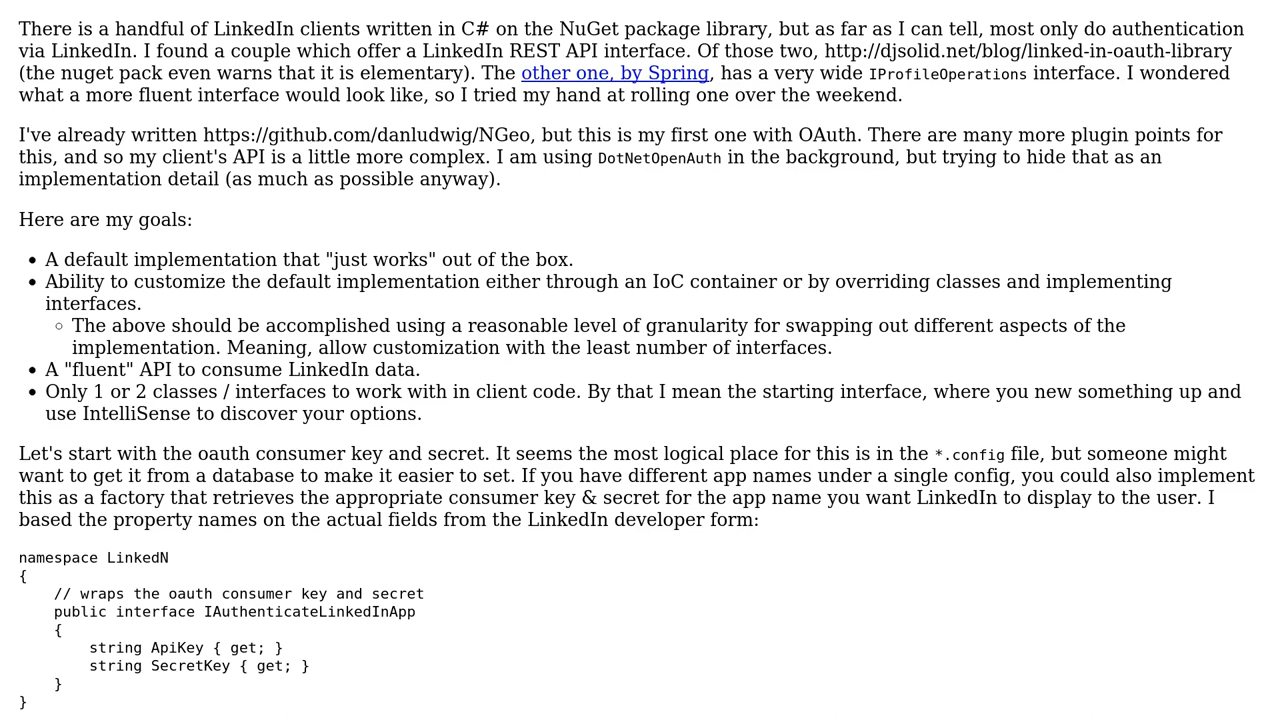 There is a handful of LinkedIn clients written in C# on the NuGet package library, but as far as I can tell, most only do authentication
via LinkedIn. I found a couple which offer a LinkedIn REST API interface. Of those two, http://djsolid.net/blog/linked-in-oauth-library
(the nuget pack even warns that it is elementary). The other one, by Spring, has a very wide IProfileOperations interface. I wondered
what a more fluent interface would look like, so I tried my hand at rolling one over the weekend.
I've already written https://github.com/danludwig/NGeo, but this is my first one with OAuth. There are many more plugin points for
this, and so my client's API is a little more complex. I am using DotNetOpenAuth in the background, but trying to hide that as an
implementation detail (as much as possible anyway).
Here are my goals:
• A default implementation that "just works" out of the box.
• Ability to customize the default implementation either through an IoC container or by overriding classes and implementing
interfaces.
◦ The above should be accomplished using a reasonable level of granularity for swapping out different aspects of the
implementation. Meaning, allow customization with the least number of interfaces.
• A "fluent" API to consume LinkedIn data.
• Only 1 or 2 classes / interfaces to work with in client code. By that I mean the starting interface, where you new something up and
use IntelliSense to discover your options.
Let's start with the oauth consumer key and secret. It seems the most logical place for this is in the *.config file, but someone might
want to get it from a database to make it easier to set. If you have different app names under a single config, you could also implement
this as a factory that retrieves the appropriate consumer key & secret for the app name you want LinkedIn to display to the user. I
based the property names on the actual fields from the LinkedIn developer form:
namespace LinkedN
{
    // wraps the oauth consumer key and secret
    public interface IAuthenticateLinkedInApp
    {
        string ApiKey { get; }
        string SecretKey { get; }
    }
}